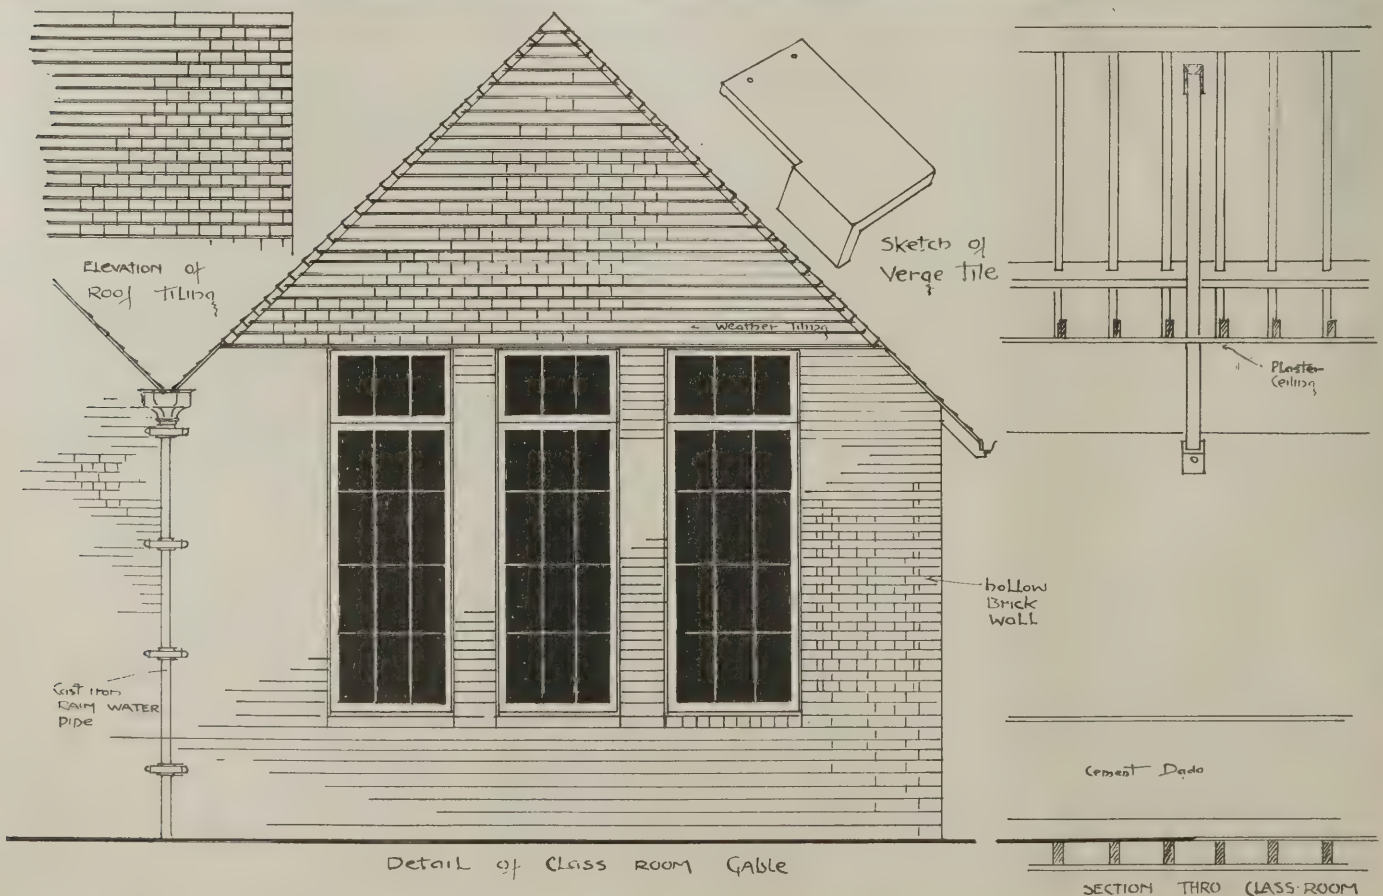 Elevation of
Roof Tiling
Sketch of
Verge Tile
← Weather Tiling
Plaster
Ceiling
hollow
Brick
Wall
Cast iron
Rain Water
Pipe
Cement Dado
Detail of Class Room Gable
Section Thro Class-Room